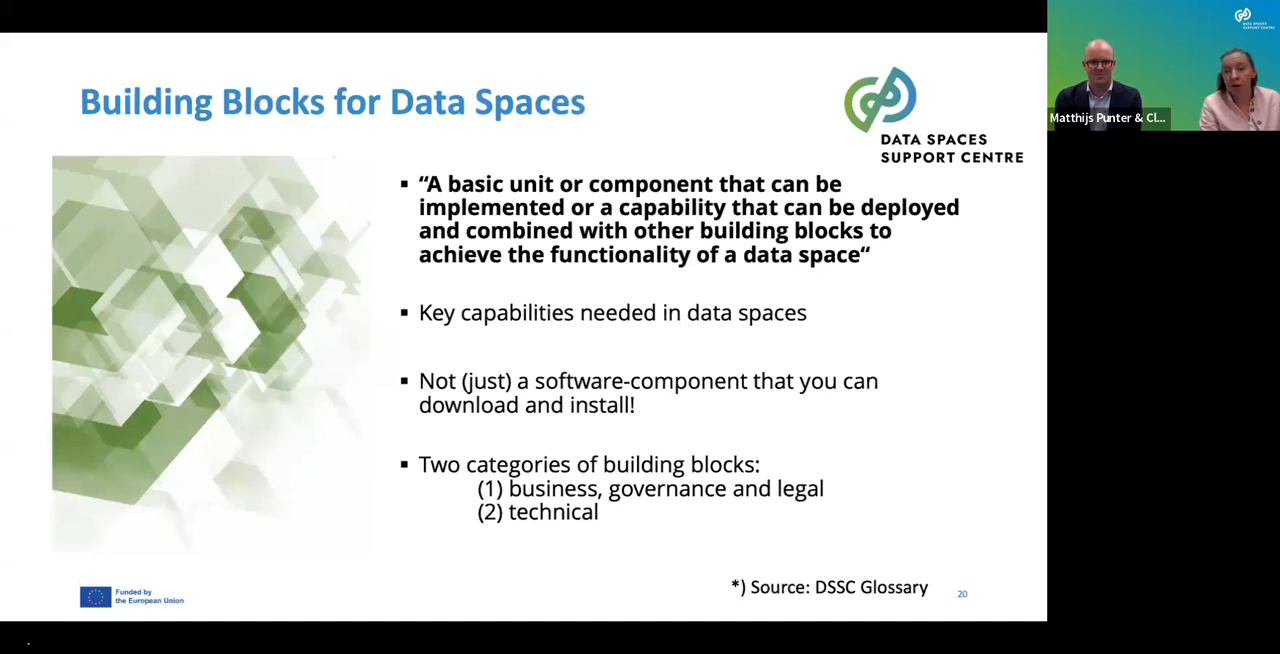 Building Blocks for Data Spaces
DATA SPACES
SUPPORT CENTRE
▪ “A basic unit or component that can be
implemented or a capability that can be deployed
and combined with other building blocks to
achieve the functionality of a data space“
▪ Key capabilities needed in data spaces
▪ Not (just) a software-component that you can
download and install!
▪ Two categories of building blocks:
(1) business, governance and legal
(2) technical
Funded by
the European Union
*) Source: DSSC Glossary
20
DATA SPACES
SUPPORT CENTRE
Matthijs Punter & Cl...